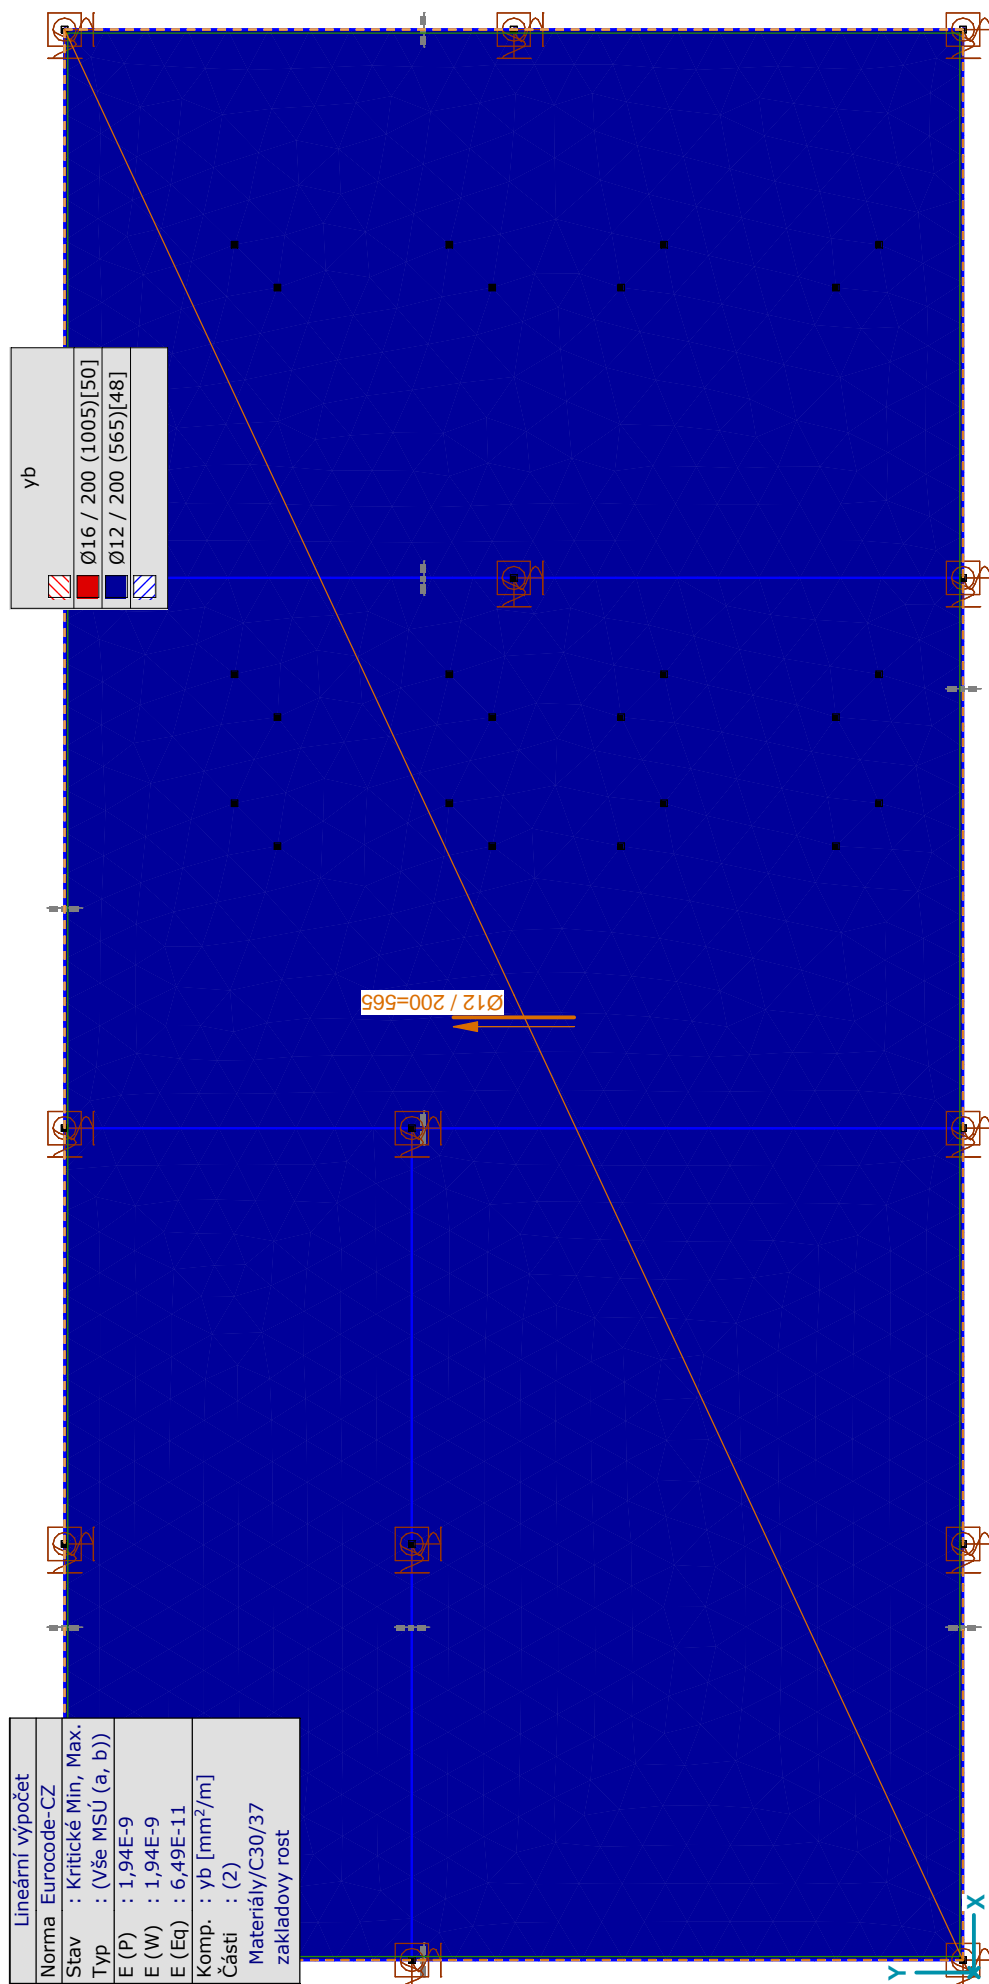 yb
Ø16 / 200 (1005)[50]
Ø12 / 200 (565)[48]
Ø12 / 200=565
Lineární výpočet
Norma Eurocode-CZ
Stav : Kritické Min, Max.
Typ : (Vše MSÚ (a, b))
E (P) : 1,94E-9
E (W) : 1,94E-9
E (Eq) : 6,49E-11
Komp. : yb [mm²/m]
Části : (2)
Materiály/C30/37
zakladovy rost
Y
X